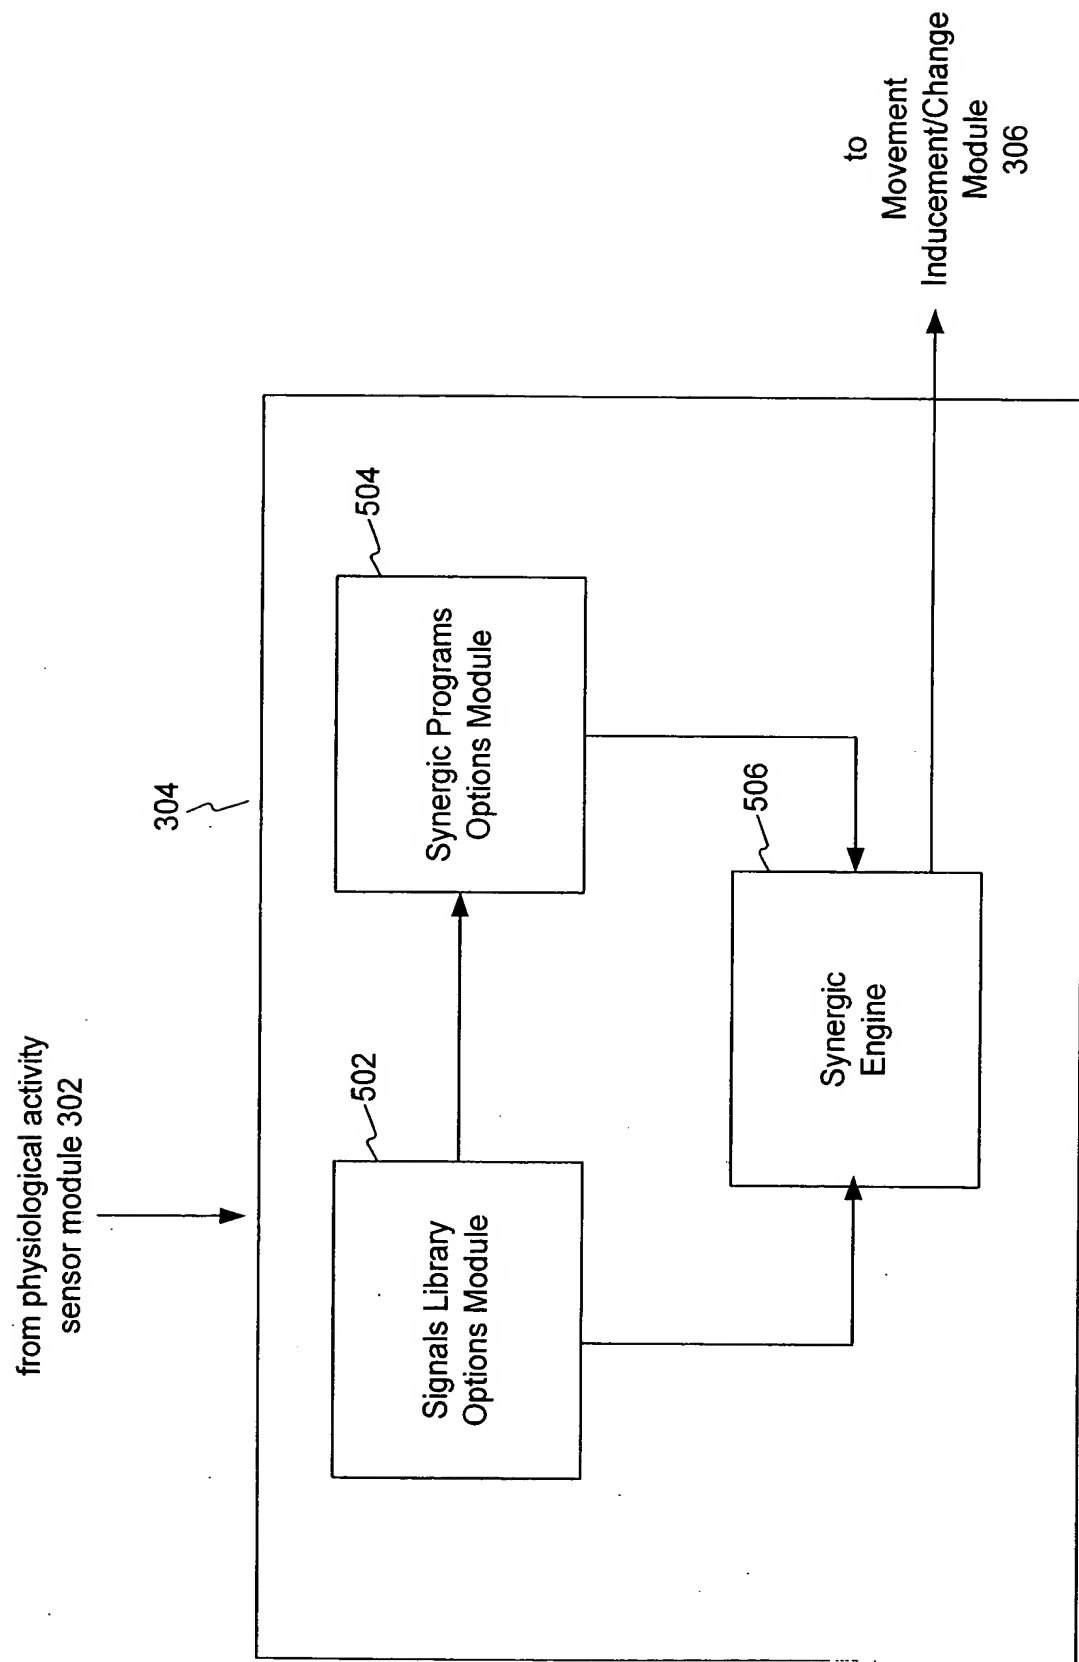 from physiological activity
sensor module 302
304
502
Signals Library
Options Module
504
Synergic Programs
Options Module
506
Synergic
Engine
to
Movement
Inducement/Change
Module
306